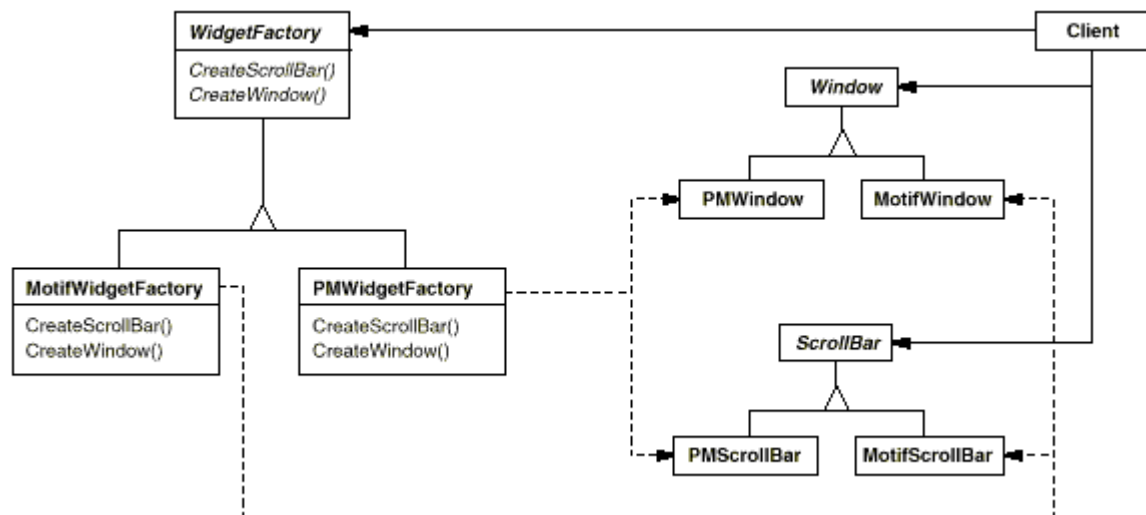 WidgetFactory
CreateScrollBar()
CreateWindow()
Client
Window
PMWindow
MotifWindow
MotifWidgetFactory
CreateScrollBar()
CreateWindow()
PMWidgetFactory
CreateScrollBar()
CreateWindow()
ScrollBar
PMScrollBar
MotifScrollBar